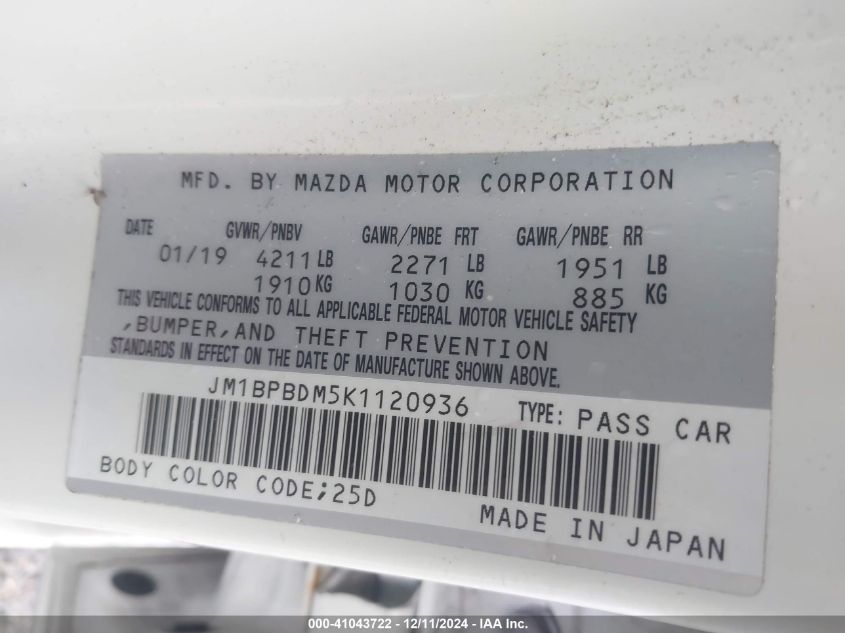 MFD. BY MAZDA MOTOR CORPORATION
DATE GVWR/PNBV GAWR/PNBE FRT GAWR/PNBE RR
01/19 4211 LB 2271 LB 1951 LB
1910 KG 1030 KG 885 KG
THIS VEHICLE CONFORMS TO ALL APPLICABLE FEDERAL MOTOR VEHICLE SAFETY
,BUMPER,AND THEFT PREVENTION
STANDARDS IN EFFECT ON THE DATE OF MANUFACTURE SHOWN ABOVE.
JM1BPBDM5K1120936 TYPE: PASS CAR
BODY COLOR CODE;25D
MADE IN JAPAN
000-41043722 - 12/11/2024 - IAA Inc.